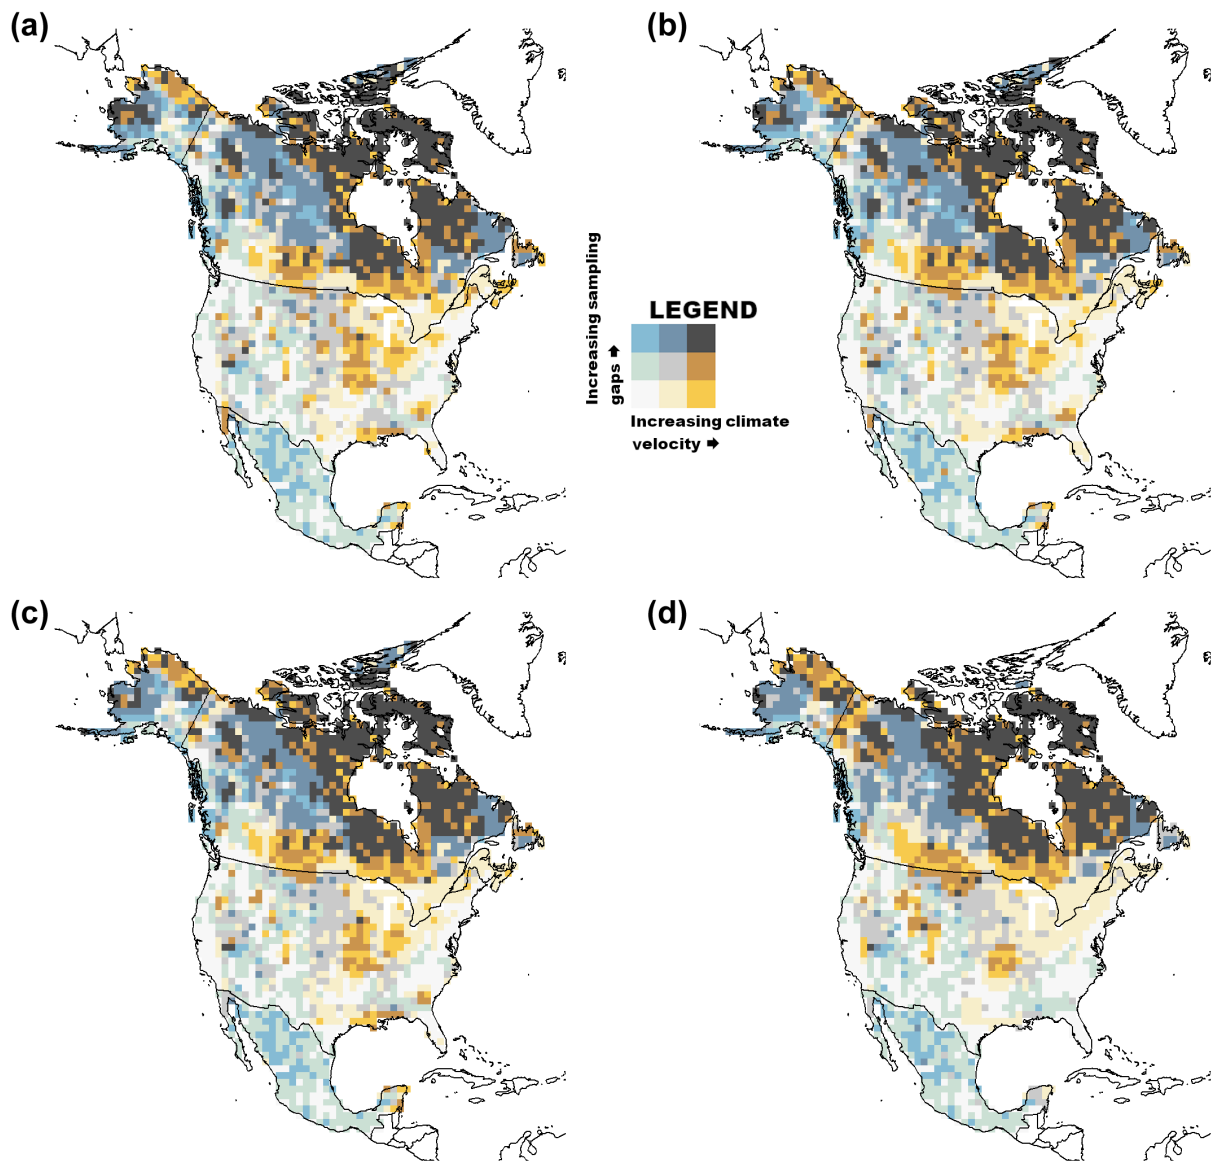 (a)
(b)
Increasing sampling
gaps 🡆
LEGEND
Increasing climate
velocity 🡆
(c)
(d)